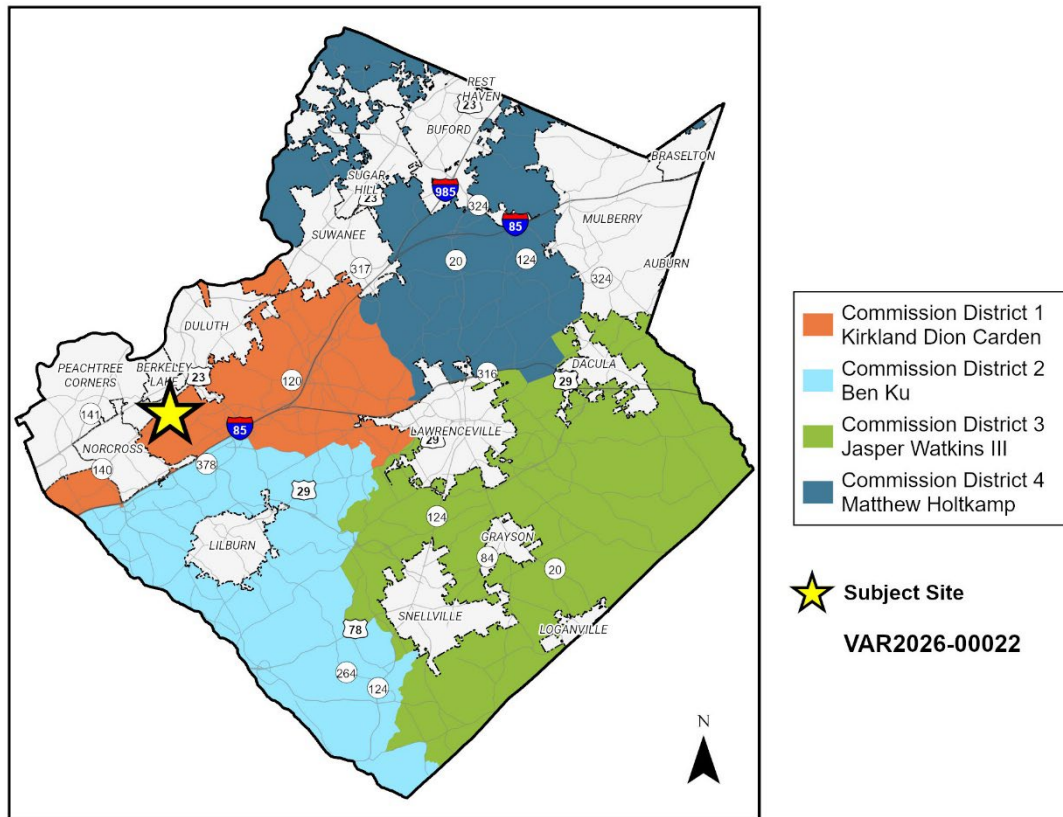 REST
HAVEN
23
BUFORD
BRASELTON
SUGAR
HILL
23
985
324
85
MULBERRY
SUWANEE
317
20
124
324
AUBURN
DULUTH
PEACHTREE
CORNERS
BERKELEY
LAKE
23
120
316
DACULA
29
141
85
LAWRENCEVILLE
29
NORCROSS
140
378
29
124
GRAYSON
84
20
LILBURN
SNELLVILLE
LOGANVILLE
78
264
124
N
Commission District 1
Kirkland Dion Carden
Commission District 2
Ben Ku
Commission District 3
Jasper Watkins III
Commission District 4
Matthew Holtkamp
Subject Site
VAR2026-00022